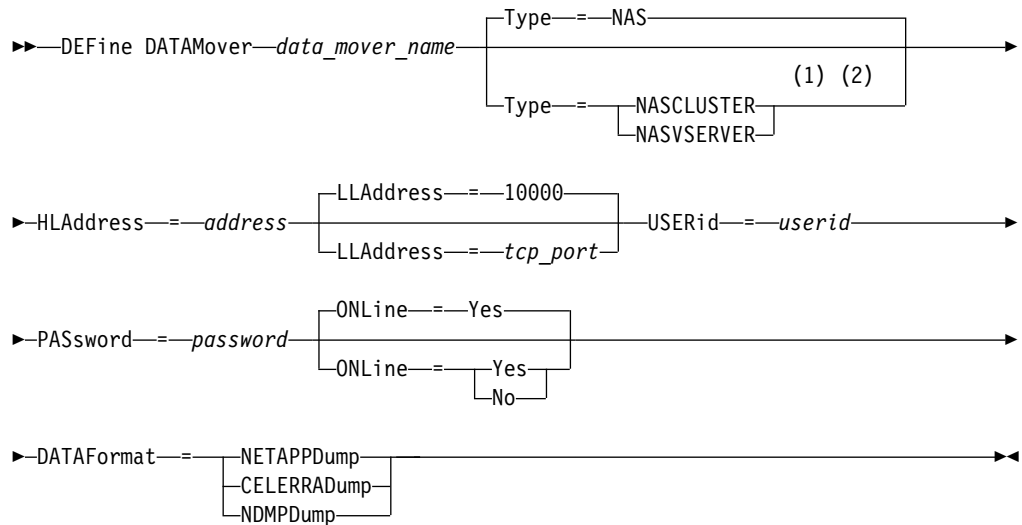 Type = NAS
DEFine DATAMover data_mover_name
(1) (2)
Type = NASCLUSTER
NASVSERVER
LLAddress = 10000
HLAddress = address USERid = userid
LLAddress = tcp_port
ONLine = Yes
PASsword = password
ONLine = Yes
No
DATAFormat = NETAPPDump
CELERRADump
NDMPDump